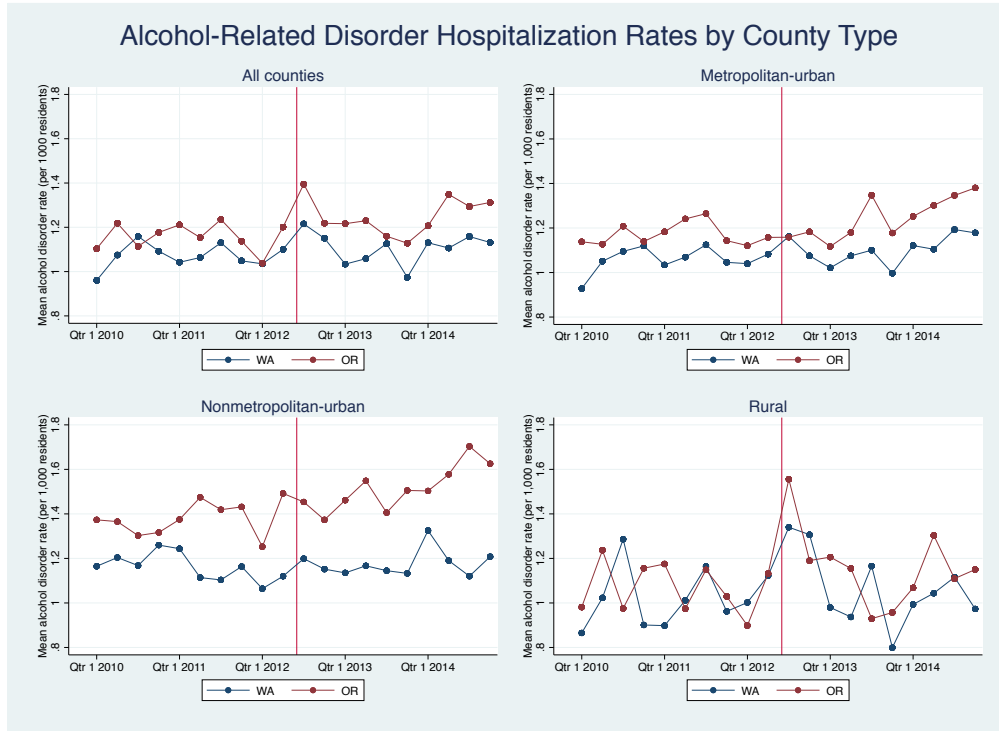 Alcohol-Related Disorder Hospitalization Rates by County Type
All counties
Mean alcohol disorder rate (per 1000 residents)
1.8
1.6
1.4
1.2
1
.8
Qtr 1 2010 Qtr 1 2011 Qtr 1 2012 Qtr 1 2013 Qtr 1 2014
WA OR
Metropolitan-urban
Mean alcohol disorder rate (per 1,000 residents)
1.8
1.6
1.4
1.2
1
.8
Qtr 1 2010 Qtr 1 2011 Qtr 1 2012 Qtr 1 2013 Qtr 1 2014
WA OR
Nonmetropolitan-urban
Mean alcohol disorder rate (per 1,000 residents)
1.8
1.6
1.4
1.2
1
.8
Qtr 1 2010 Qtr 1 2011 Qtr 1 2012 Qtr 1 2013 Qtr 1 2014
WA OR
Rural
Mean alcohol disorder rate (per 1,000 residents)
1.8
1.6
1.4
1.2
1
.8
Qtr 1 2010 Qtr 1 2011 Qtr 1 2012 Qtr 1 2013 Qtr 1 2014
WA OR